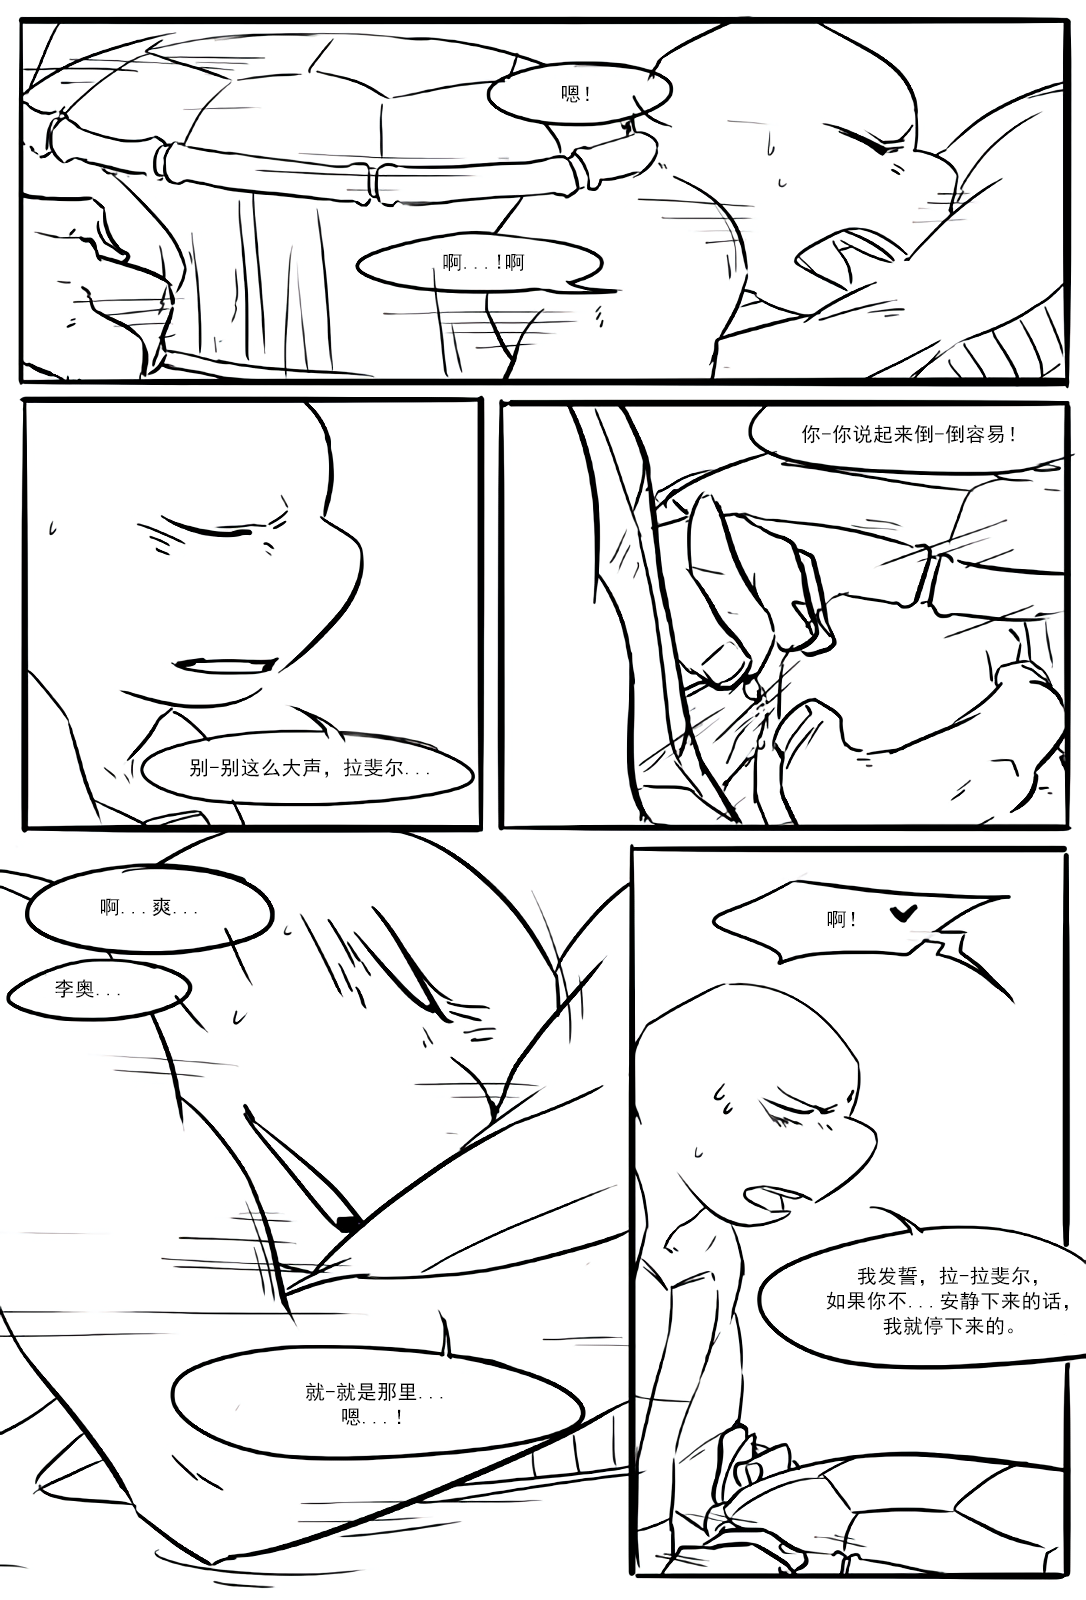 嗯！
啊...！啊
别-别这么大声，拉斐尔...
你-你说起来倒-倒容易！
啊...爽...
李奥...
就-就是那里...
嗯...！
啊！
我发誓，拉-拉斐尔，
如果你不...安静下来的话，
我就停下来的。